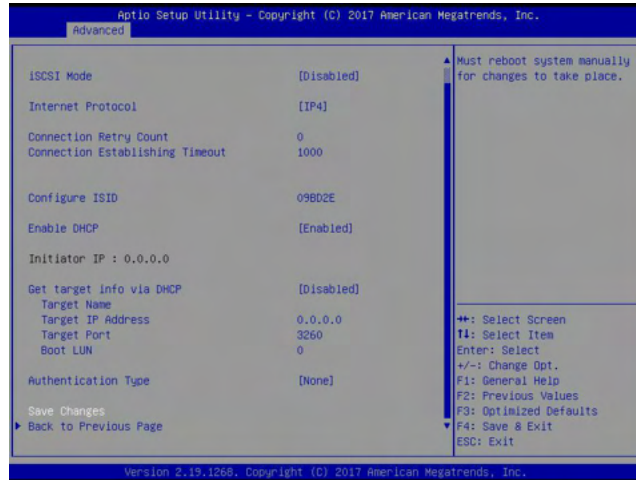 Aptio Setup Utility - Copyright (C) 2017 American Megatrends, Inc.
Advanced
iSCSI Mode [Disabled]
Internet Protocol [IP4]
Connection Retry Count 0
Connection Establishing Timeout 1000
Configure ISID 09BD2E
Enable DHCP [Enabled]
Initiator IP : 0.0.0.0
Get target info via DHCP [Disabled]
Target Name
Target IP Address 0.0.0.0
Target Port 3260
Boot LUN 0
Authentication Type [None]
Save Changes
Back to Previous Page
Must reboot system manually
for changes to take place.
→←: Select Screen
↑↓: Select Item
Enter: Select
+/-: Change Opt.
F1: General Help
F2: Previous Values
F3: Optimized Defaults
F4: Save & Exit
ESC: Exit
Version 2.19.1268. Copyright (C) 2017 American Megatrends, Inc.